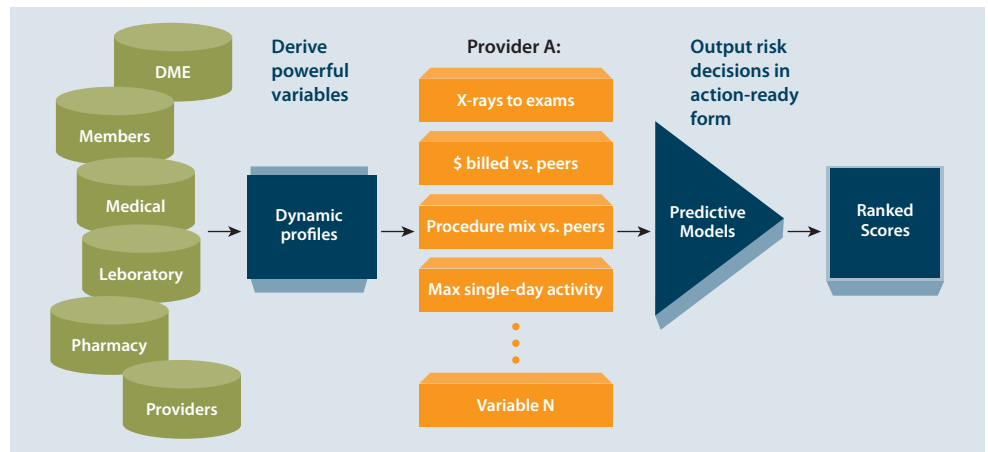 DME
Members
Medical
Leboratory
Pharmacy
Providers
Derive
powerful
variables
Dynamic
profiles
Provider A:
X-rays to exams
$ billed vs. peers
Procedure mix vs. peers
Max single-day activity
Variable N
Output risk
decisions in
action-ready
form
Predictive
Models
Ranked
Scores